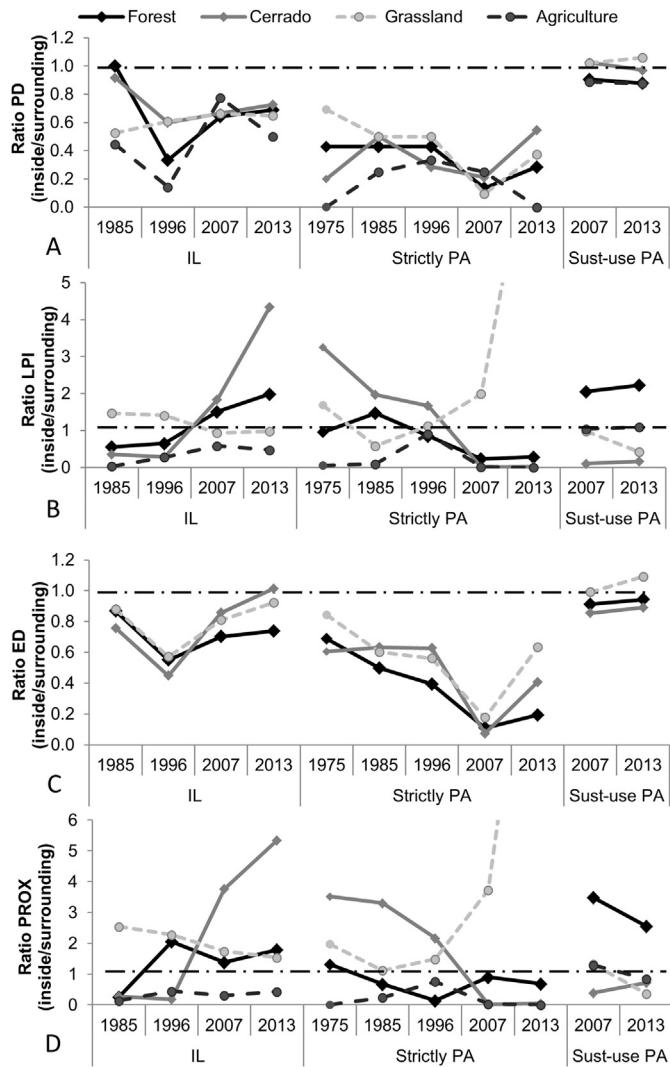 Forest Cerrado Grassland Agriculture
Ratio PD
(inside/surrounding)
1.2
1.0
0.8
0.6
0.4
0.2
0.0
1985 1996 2007 2013 1975 1985 1996 2007 2013 2007 2013
A IL Strictly PA Sust-use PA
Ratio LPI
(inside/surrounding)
5
4
3
2
1
0
1985 1996 2007 2013 1975 1985 1996 2007 2013 2007 2013
B IL Strictly PA Sust-use PA
Ratio ED
(inside/surrounding)
1.2
1.0
0.8
0.6
0.4
0.2
0.0
1985 1996 2007 2013 1975 1985 1996 2007 2013 2007 2013
C IL Strictly PA Sust-use PA
Ratio PROX
(inside/surrounding)
6
5
4
3
2
1
0
1985 1996 2007 2013 1975 1985 1996 2007 2013 2007 2013
D IL Strictly PA Sust-use PA